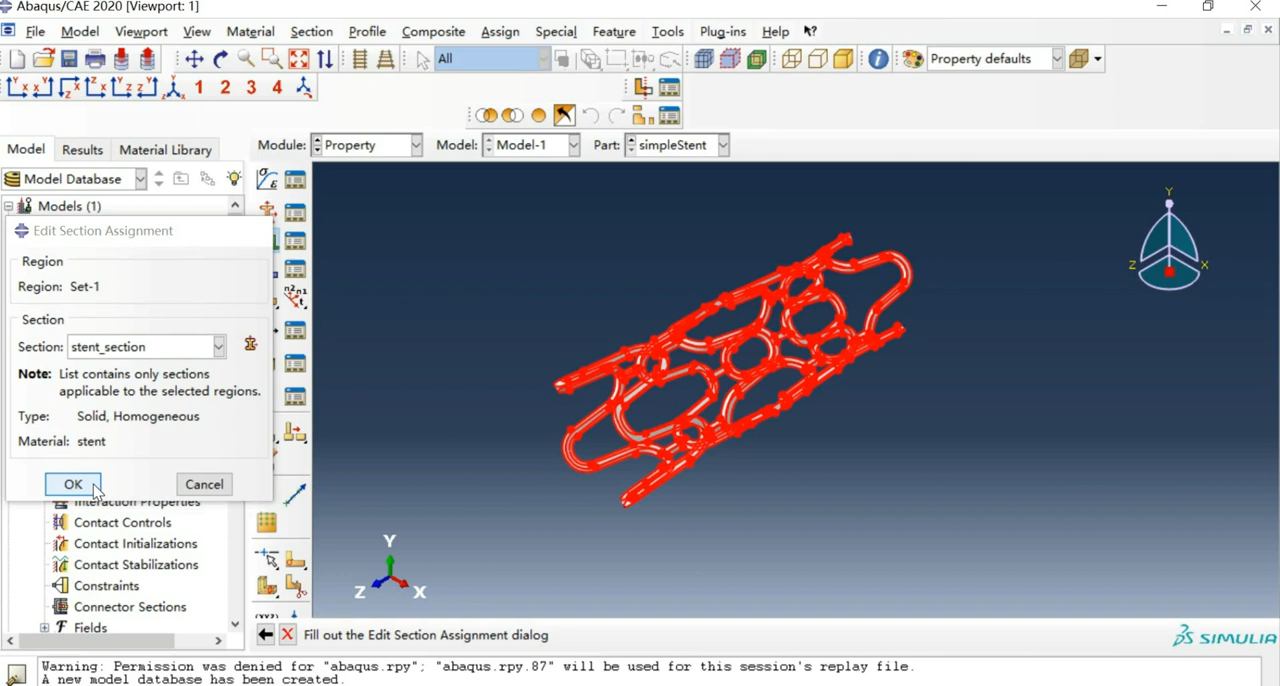 Abaqus/CAE 2020 [Viewport: 1]
File Model Viewport View Material Section Profile Composite Assign Special Feature Tools Plug-ins Help
All Property defaults
1 2 3 4
Model Results Material Library Module: Property Model: Model-1 Part: simpleStent
Model Database
Models (1)
Edit Section Assignment
Region
Region: Set-1
Section
Section: stent_section
Note: List contains only sections
applicable to the selected regions.
Type: Solid, Homogeneous
Material: stent
OK Cancel
Interaction Properties
Contact Controls
Contact Initializations
Contact Stabilizations
Constraints
Connector Sections
Fields
Y
Z X
Y
Z X
Fill out the Edit Section Assignment dialog
SIMULIA
Warning: Permission was denied for "abaqus.rpy"; "abaqus.rpy.87" will be used for this session's replay file.
A new model database has been created.